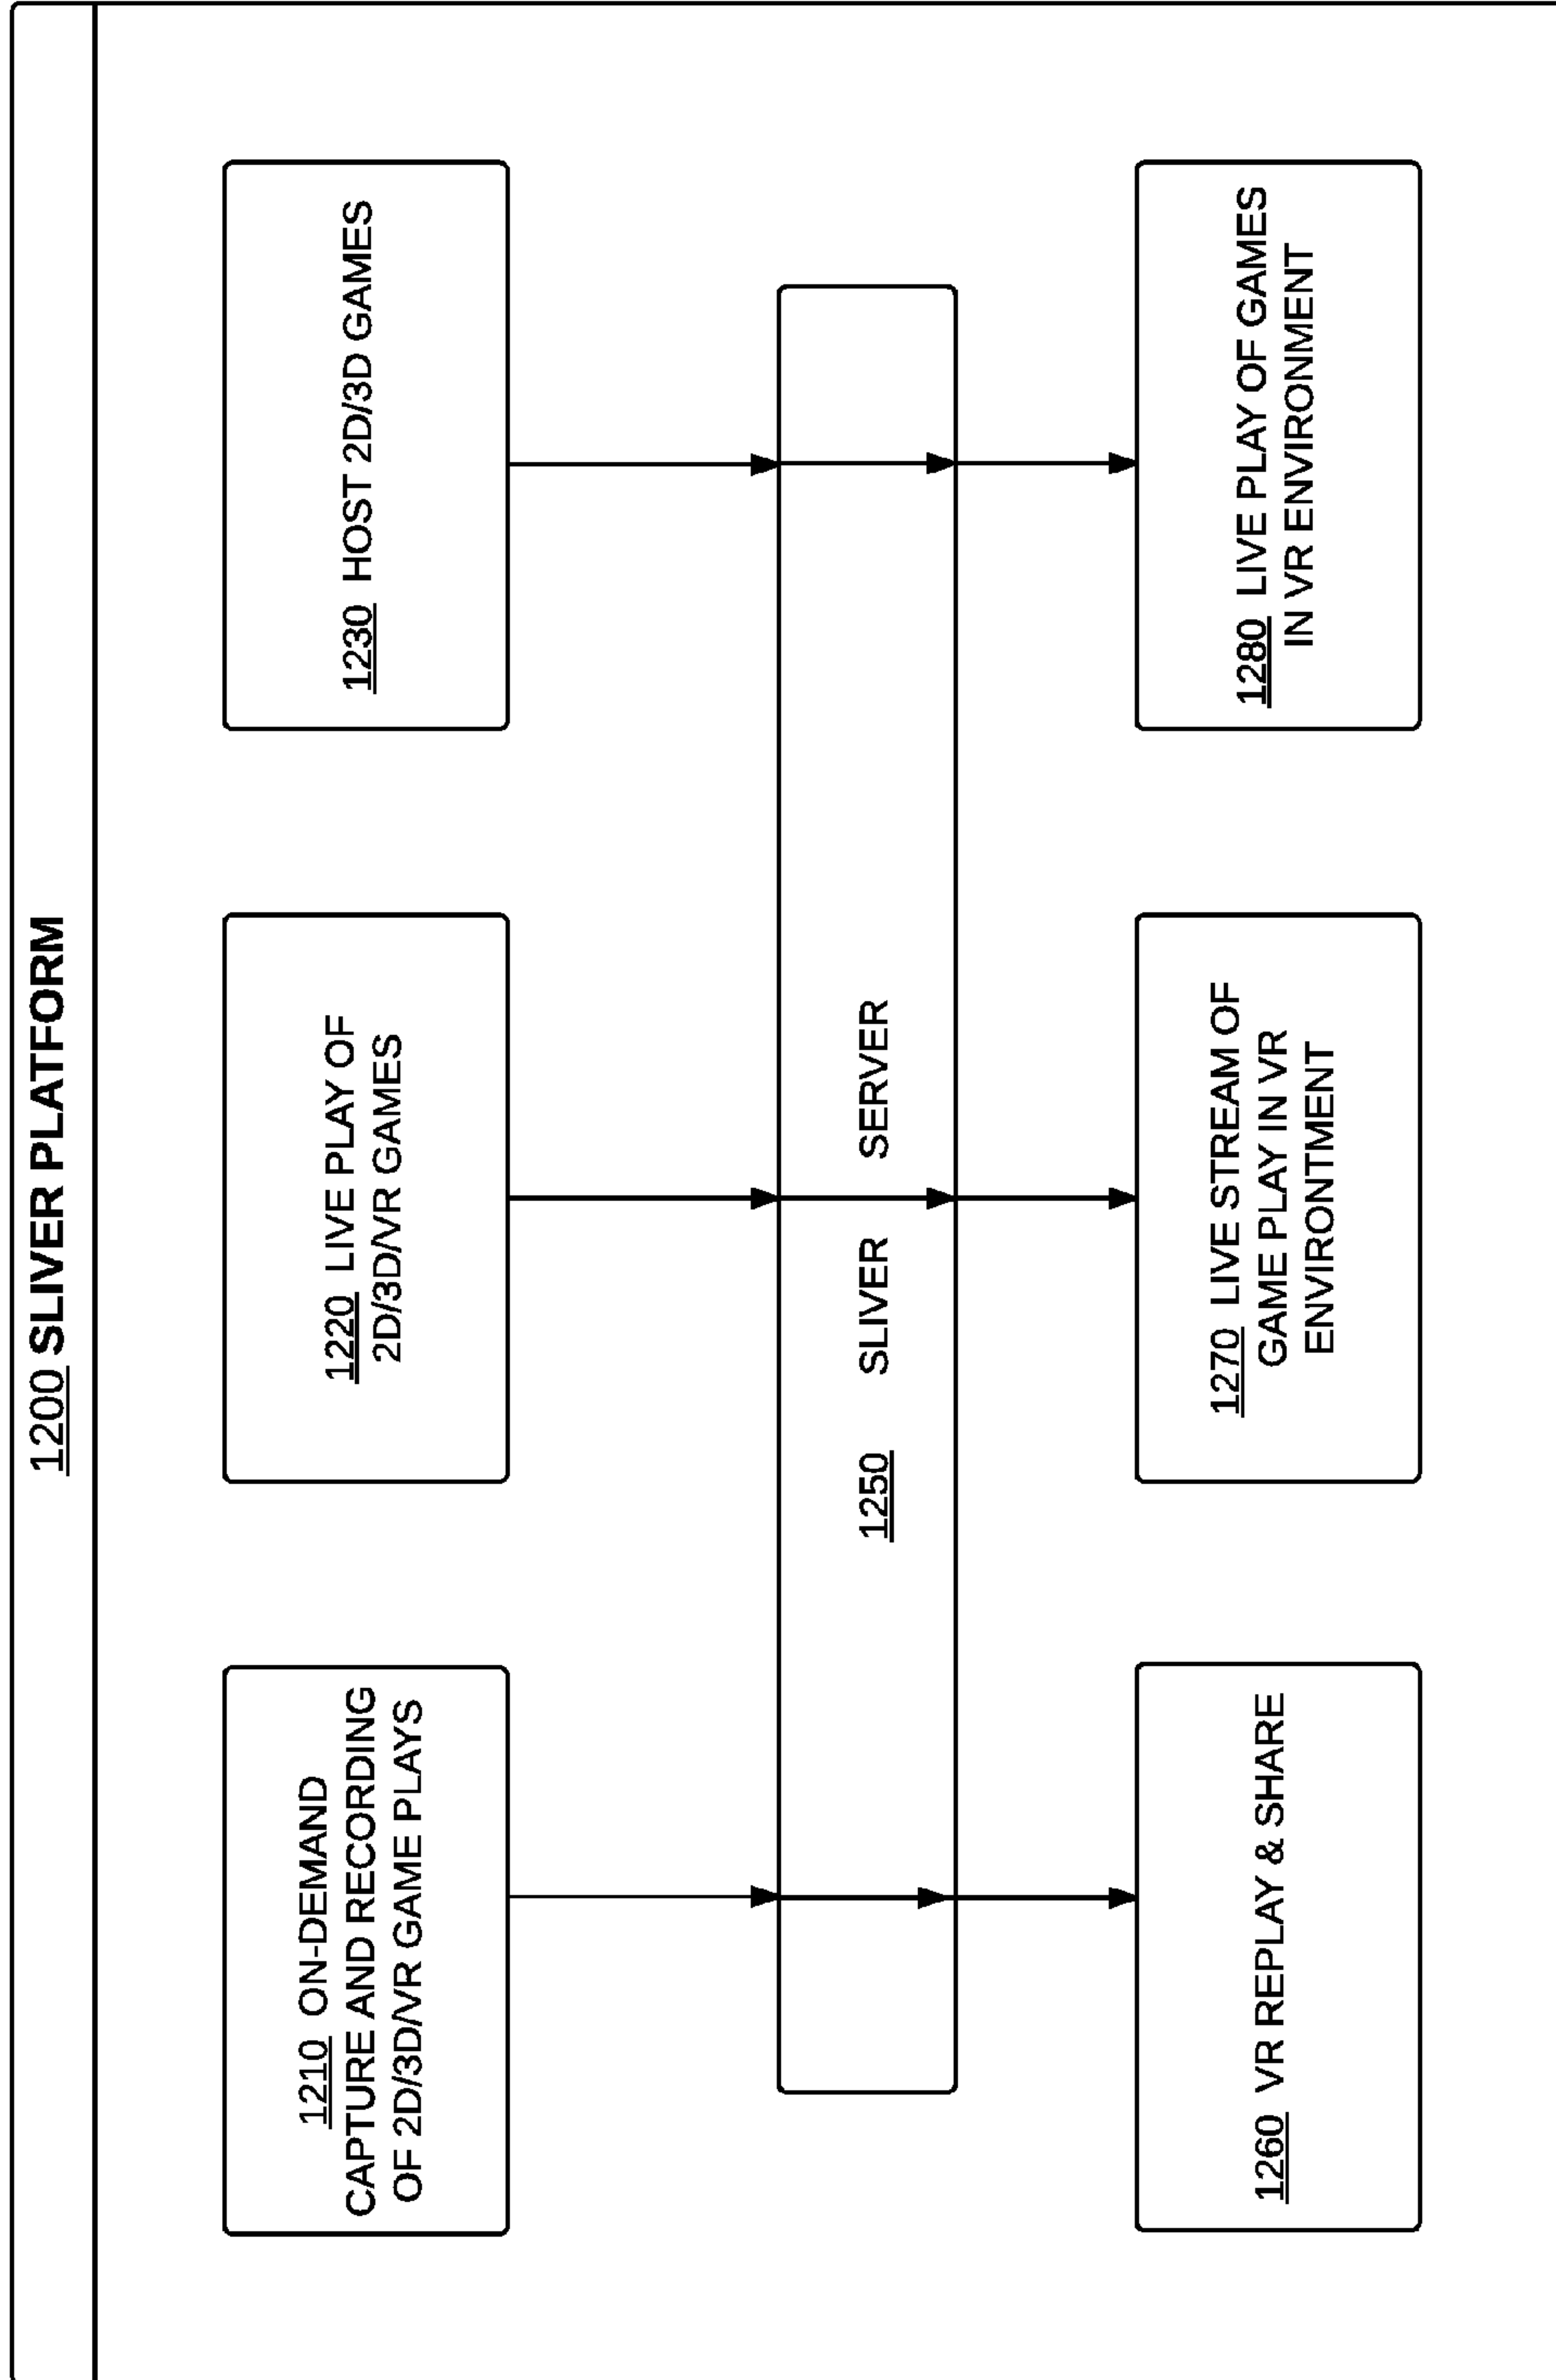 1200 SLIVER PLATFORM
1210 ON-DEMAND
CAPTURE AND RECORDING
OF 2D/3D/VR GAME PLAYS
1220 LIVE PLAY OF
2D/3D/VR GAMES
1230 HOST 2D/3D GAMES
1250 SLIVER SERVER
1260 VR REPLAY & SHARE
1270 LIVE STREAM OF
GAME PLAY IN VR
ENVIRONTMENT
1280 LIVE PLAY OF GAMES
IN VR ENVIRONMENT